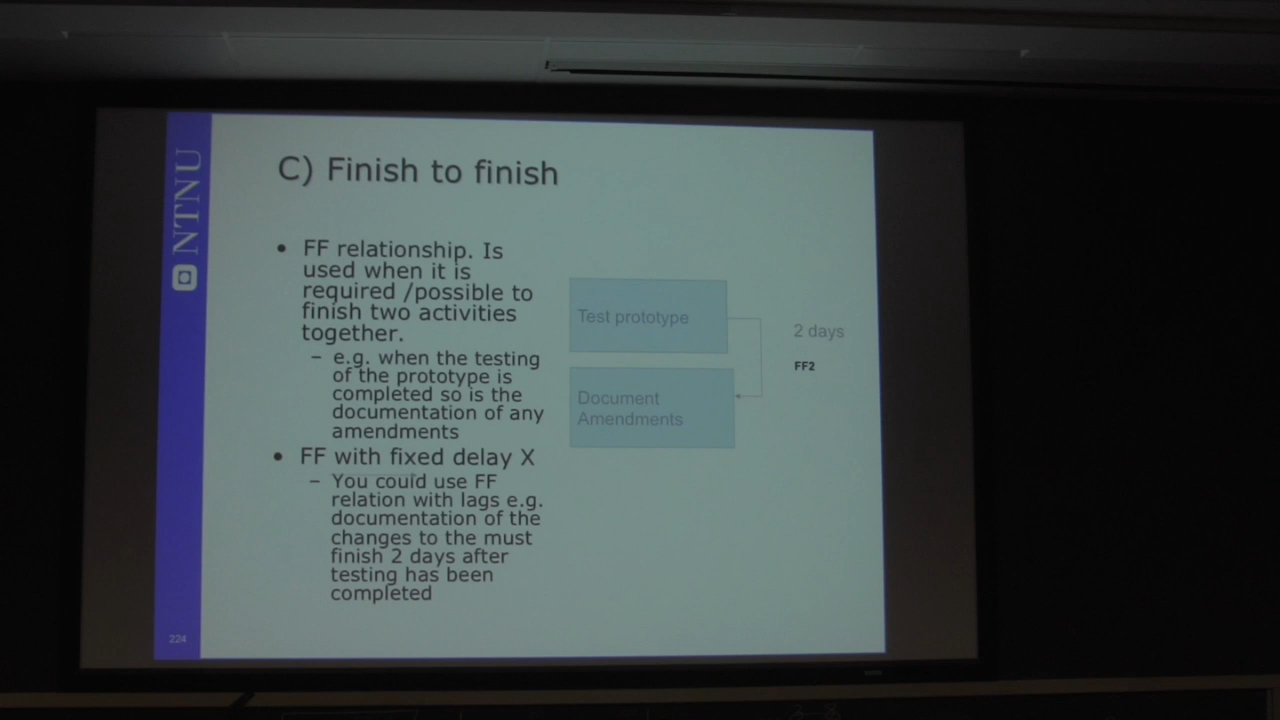 NTNU
C) Finish to finish
• FF relationship. Is
used when it is
required /possible to
finish two activities
together.
– e.g. when the testing
of the prototype is
completed so is the
documentation of any
amendments
• FF with fixed delay X
– You could use FF
relation with lags e.g.
documentation of the
changes to the must
finish 2 days after
testing has been
completed
Test prototype
Document
Amendments
2 days
FF2
224